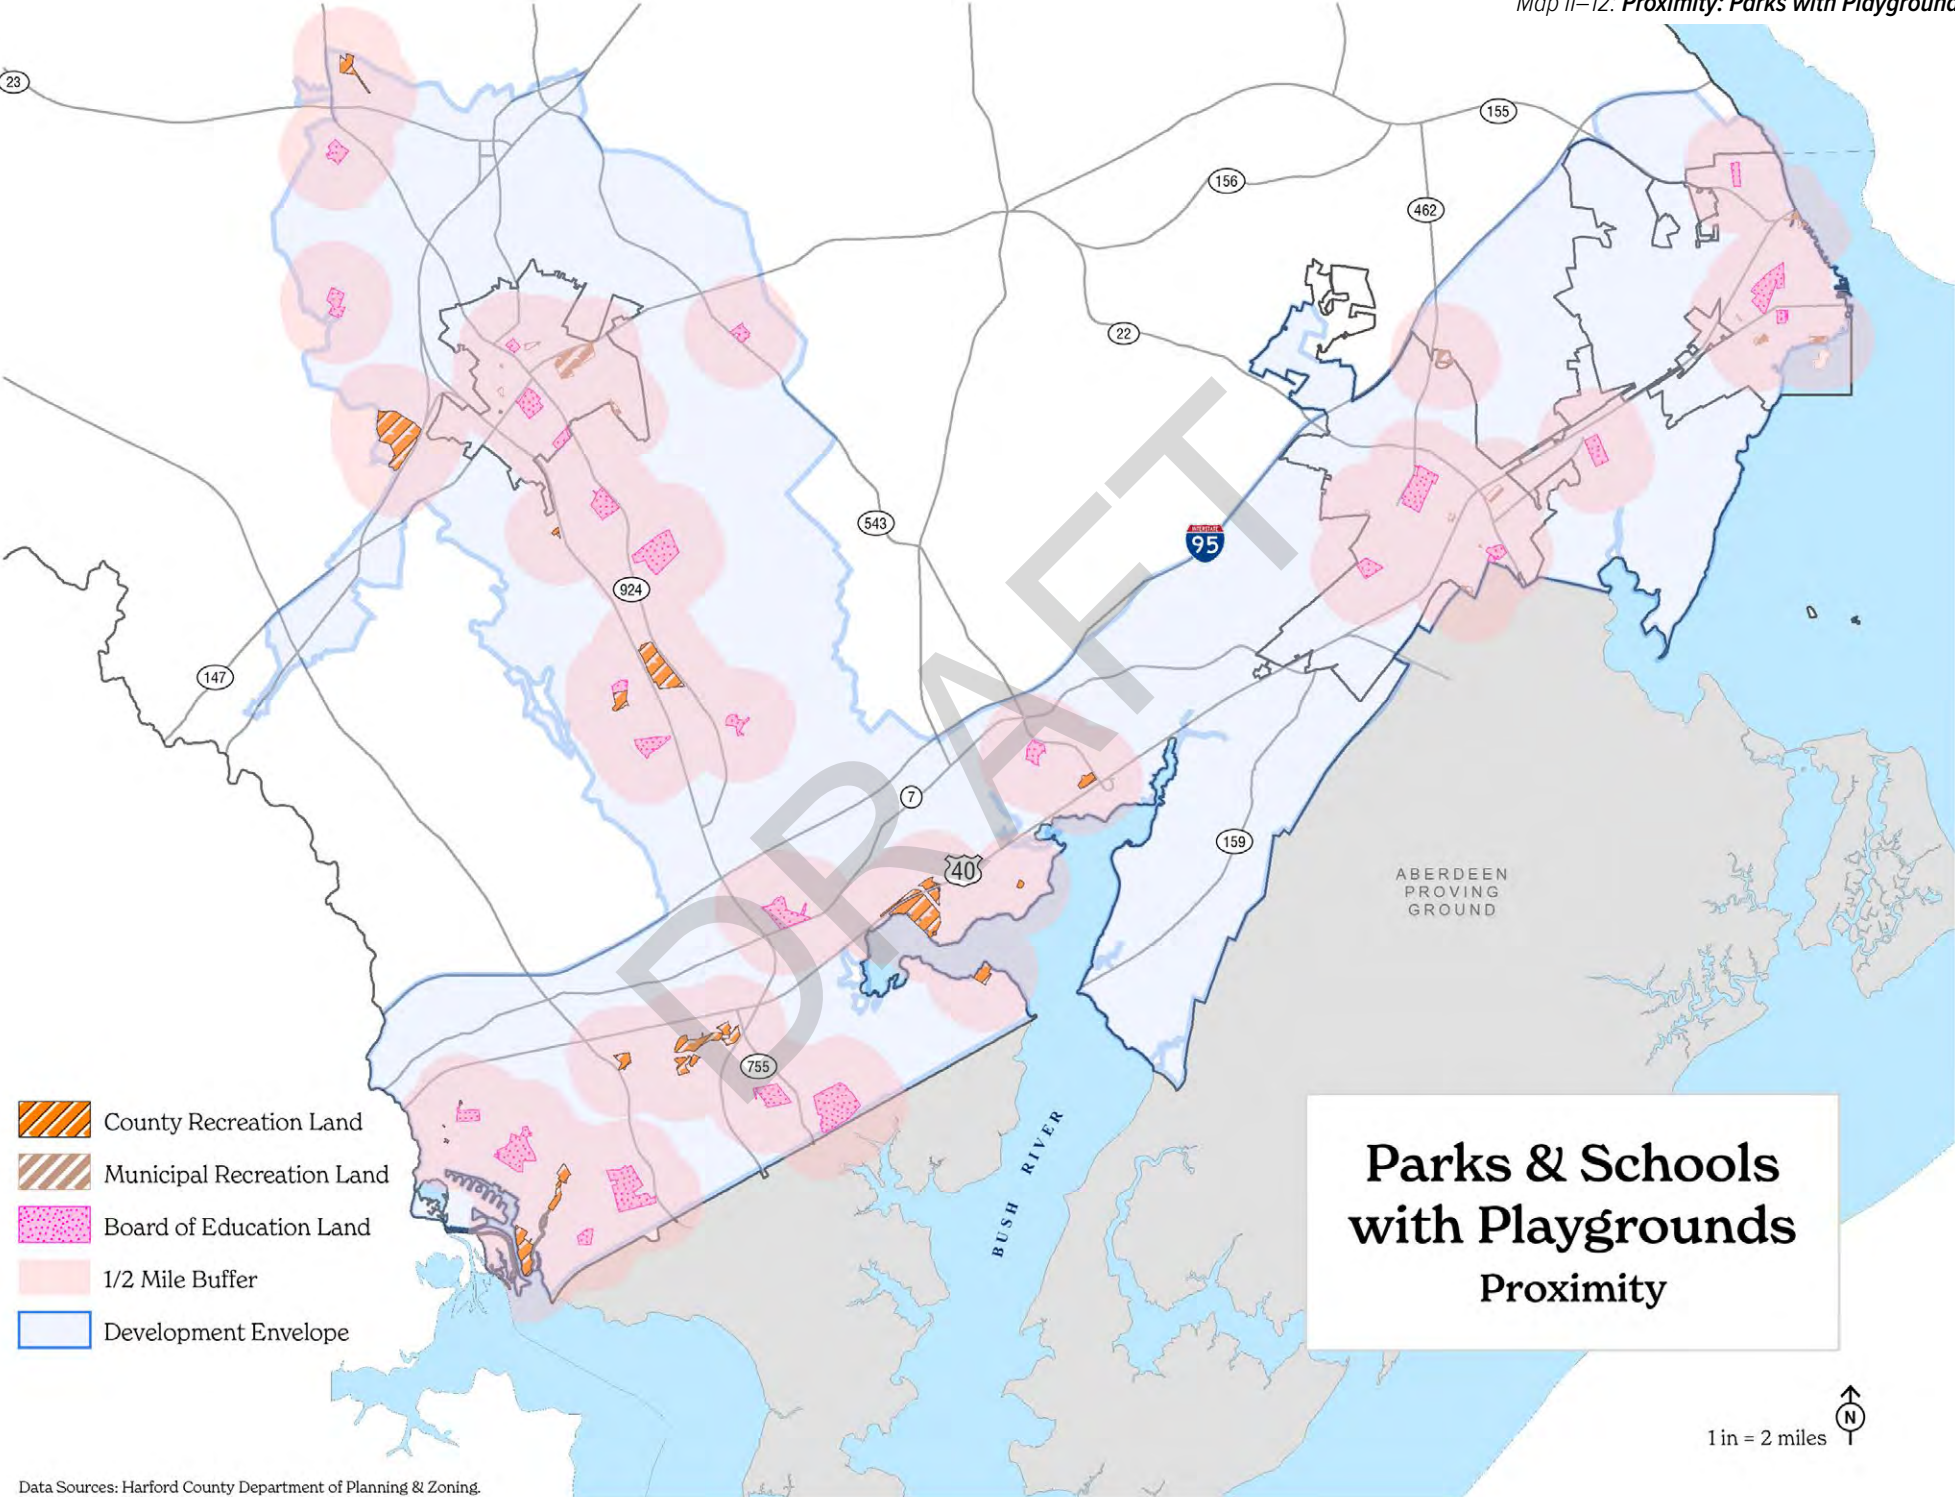 Map II–12: Proximity: Parks with Playground
23
155
156
462
22
543
INTERSTATE
95
924
147
7
40
159
755
ABERDEEN
PROVING
GROUND
BUSH RIVER
DRAFT
County Recreation Land
Municipal Recreation Land
Board of Education Land
1/2 Mile Buffer
Development Envelope
Parks & Schools
with Playgrounds
Proximity
N
1 in = 2 miles
Data Sources: Harford County Department of Planning & Zoning.